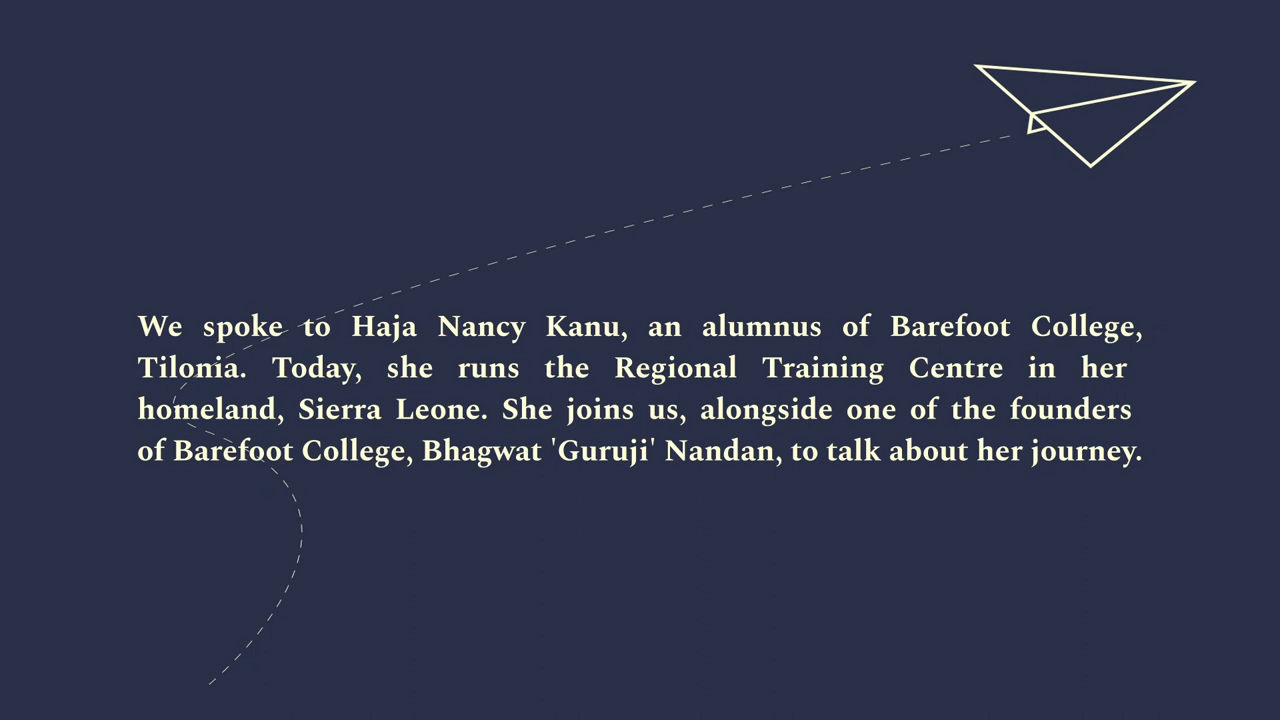 We spoke to Haja Nancy Kanu, an alumnus of Barefoot College,
Tilonia. Today, she runs the Regional Training Centre in her
homeland, Sierra Leone. She joins us, alongside one of the founders
of Barefoot College, Bhagwat 'Guruji' Nandan, to talk about her journey.